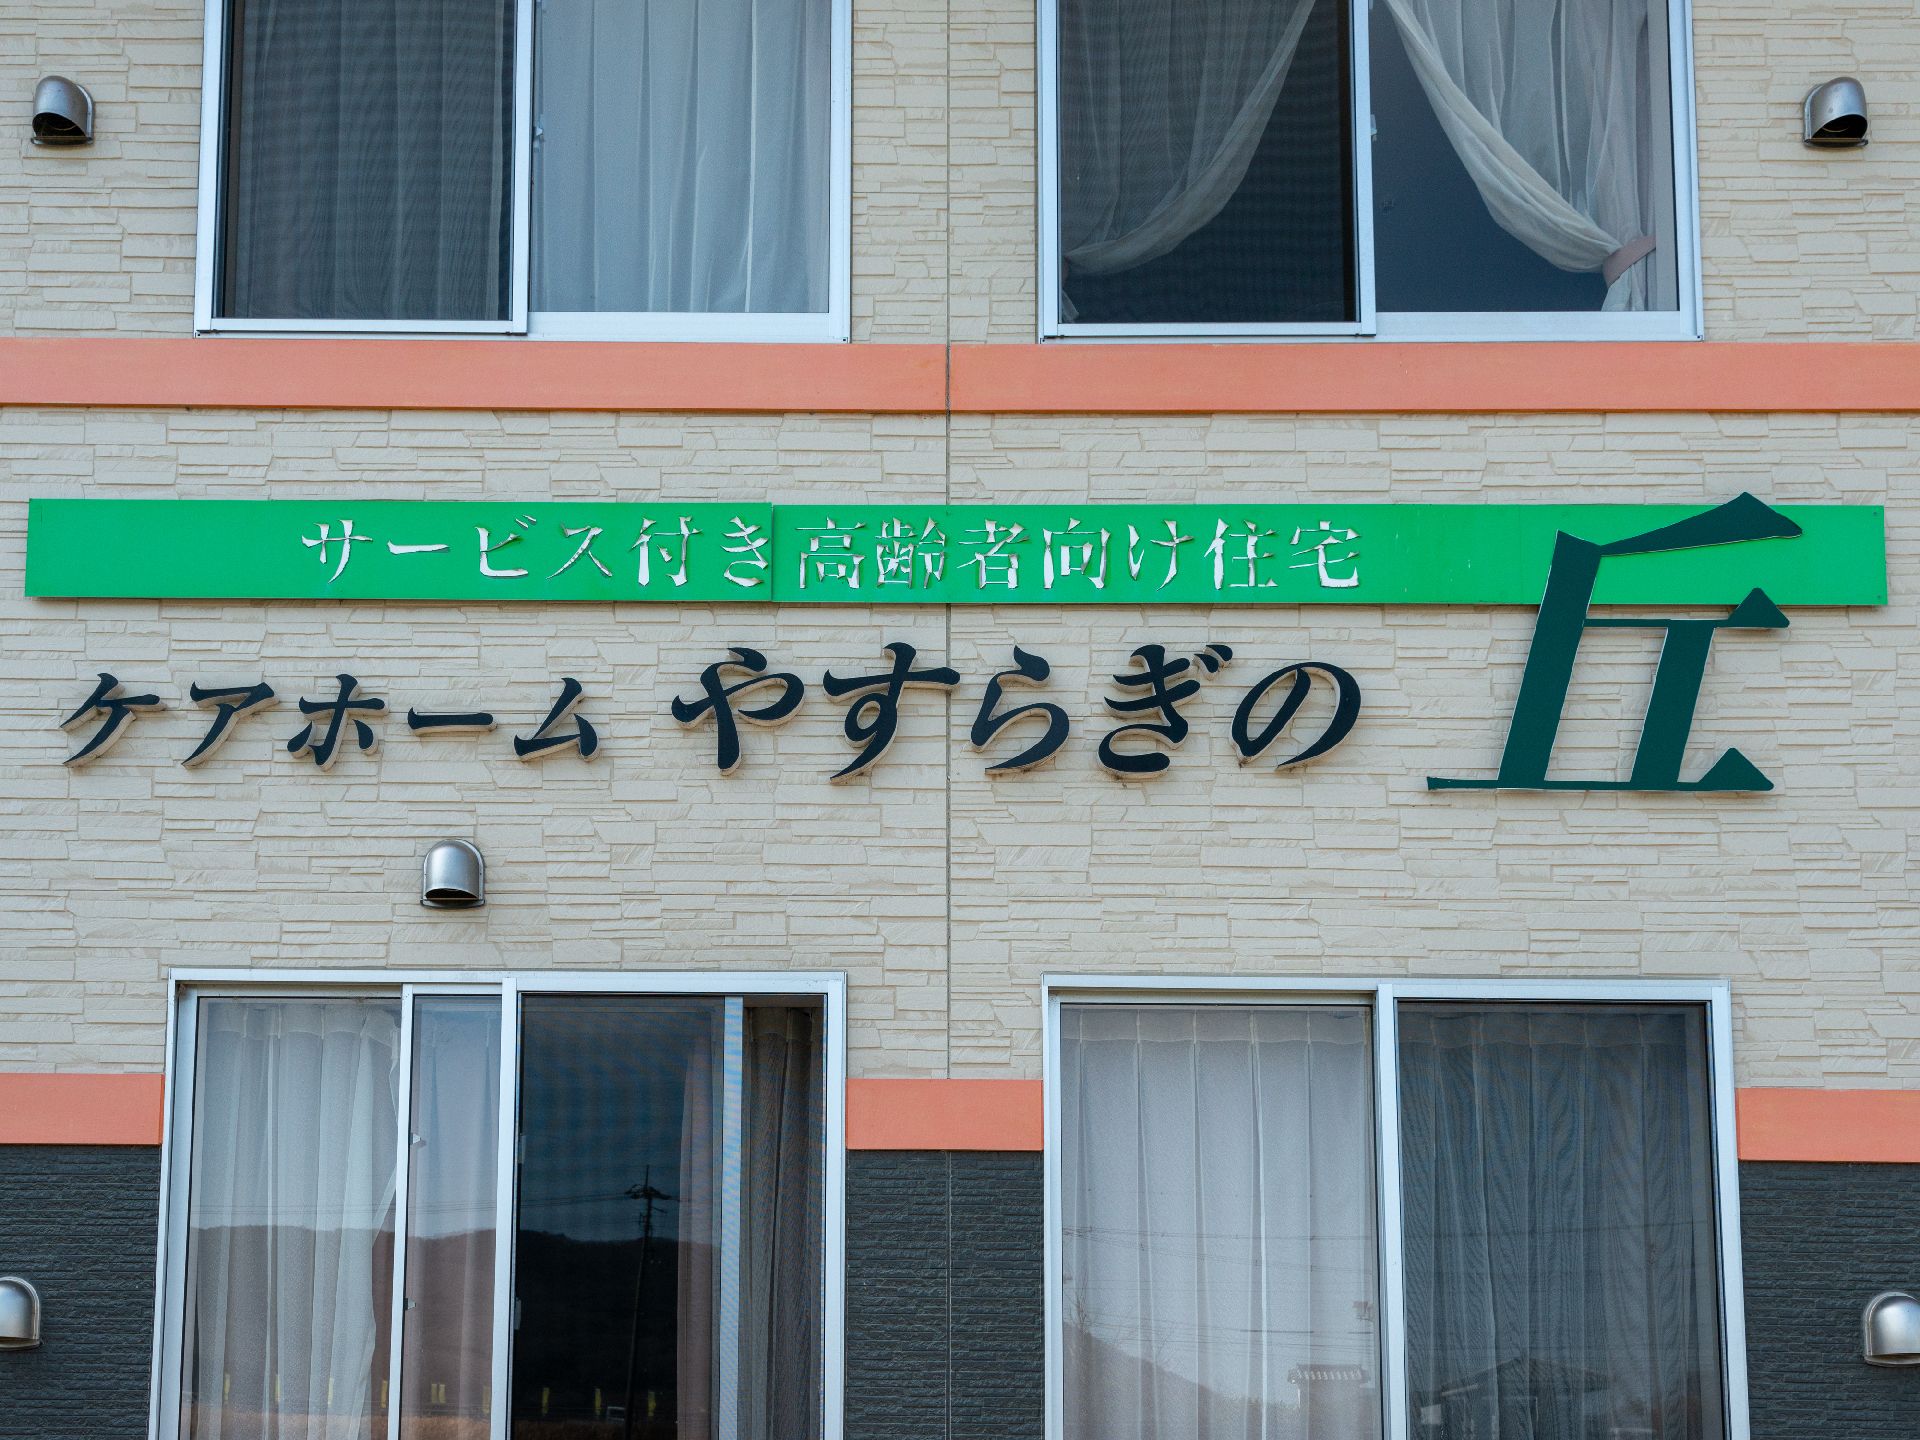 サービス付き高齢者向け住宅
ケアホーム やすらぎの丘